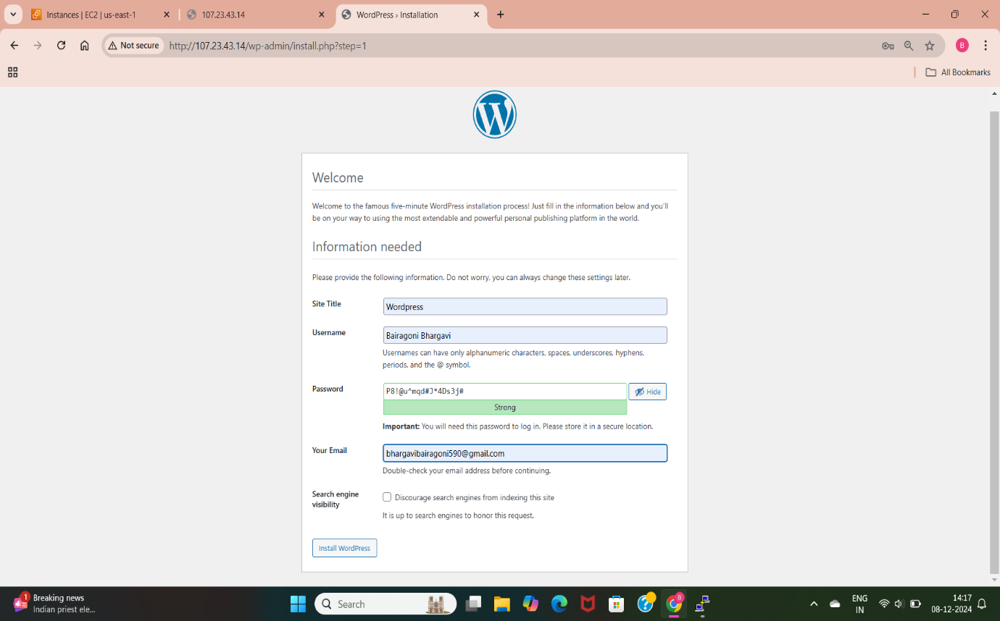 Instances | EC2 | us-east-1
107.23.43.14
WordPress › Installation
Not secure
http://107.23.43.14/wp-admin/install.php?step=1
B
All Bookmarks
W
Welcome
Welcome to the famous five-minute WordPress installation process! Just fill in the information below and you'll
be on your way to using the most extendable and powerful personal publishing platform in the world.
Information needed
Please provide the following information. Do not worry, you can always change these settings later.
Site Title
Wordpress
Username
Bairagoni Bhargavi
Usernames can have only alphanumeric characters, spaces, underscores, hyphens,
periods, and the @ symbol.
Password
P8!@u^mqd#J*4Ds3j#
Hide
Strong
Important: You will need this password to log in. Please store it in a secure location.
Your Email
bhargavibairagoni590@gmail.com
Double-check your email address before continuing.
Search engine
visibility
Discourage search engines from indexing this site
It is up to search engines to honor this request.
Install WordPress
1
Breaking news
Indian priest ele...
Search
B
ENG
IN
14:17
08-12-2024